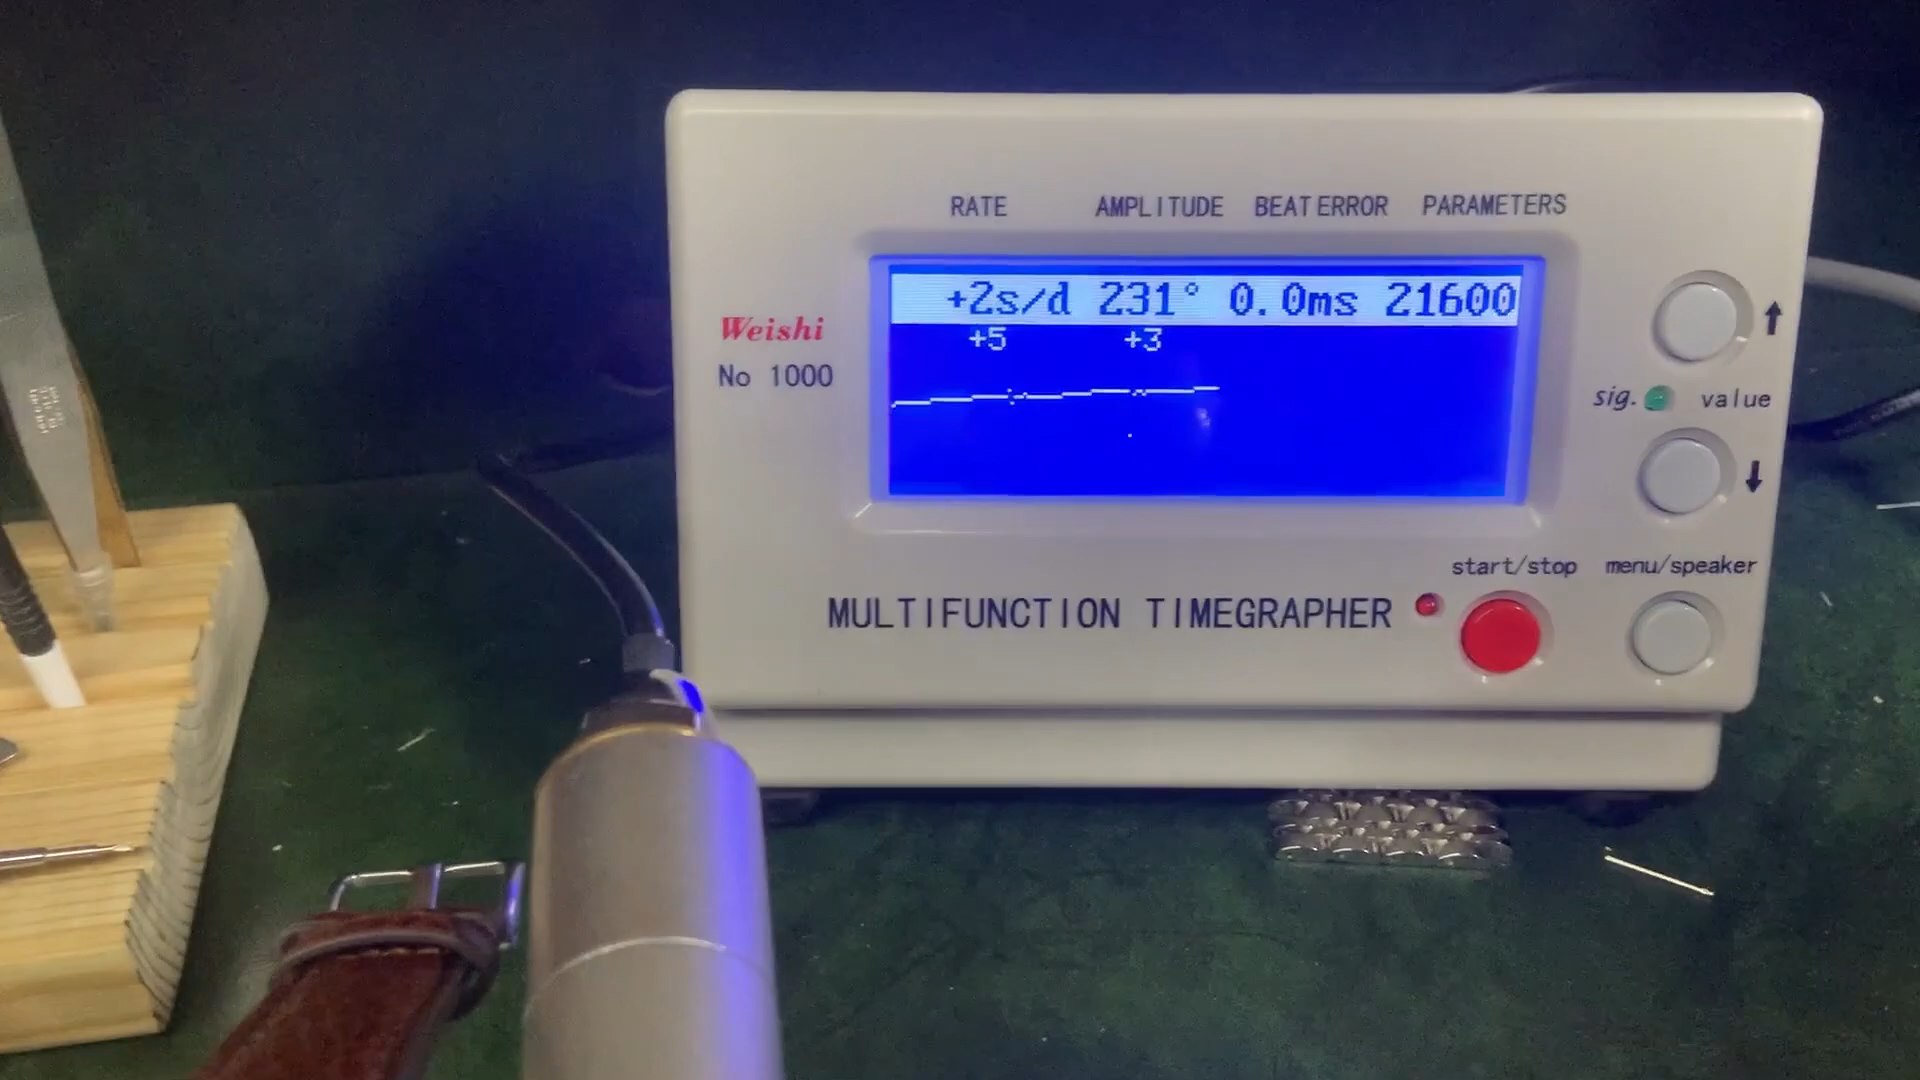 RATE AMPLITUDE BEAT ERROR PARAMETERS
+2s/d 231° 0.0ms 21600
+5 +3
Weishi
No 1000
sig. value
start/stop menu/speaker
MULTIFUNCTION TIMEGRAPHER